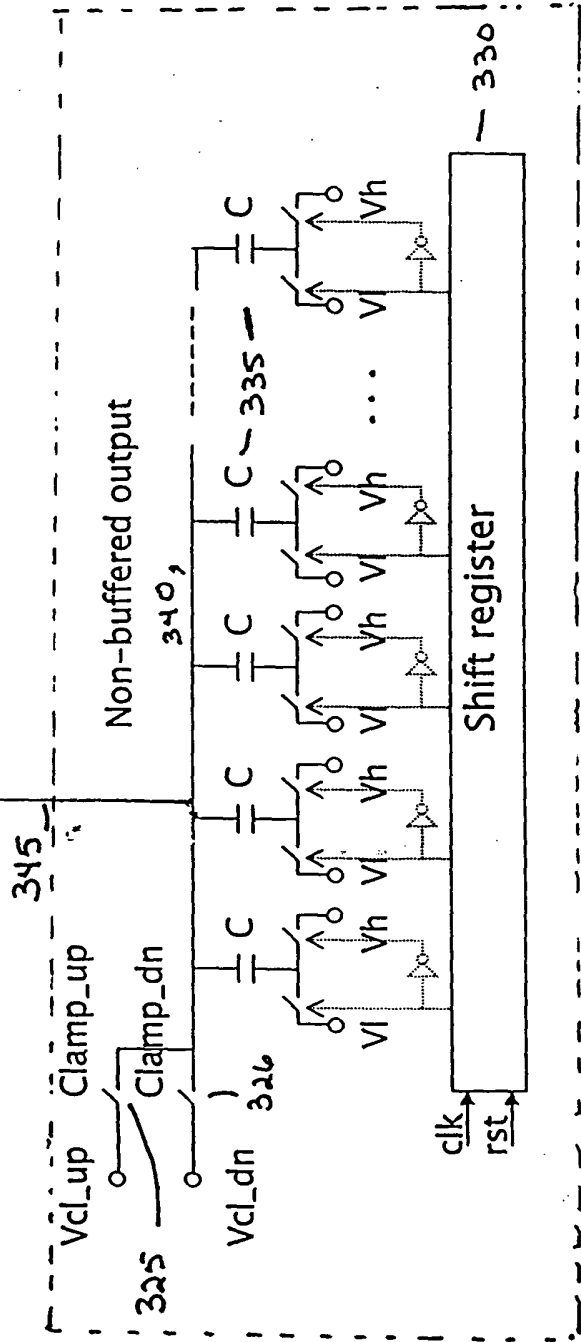 345
Vcl_up Clamp_up
325
Clamp_dn
Vcl_dn
326
Non-buffered output
340,
C C C C C
335
Vl Vh Vl Vh Vl Vh Vl Vh Vl Vh
...
clk
rst
Shift register
330